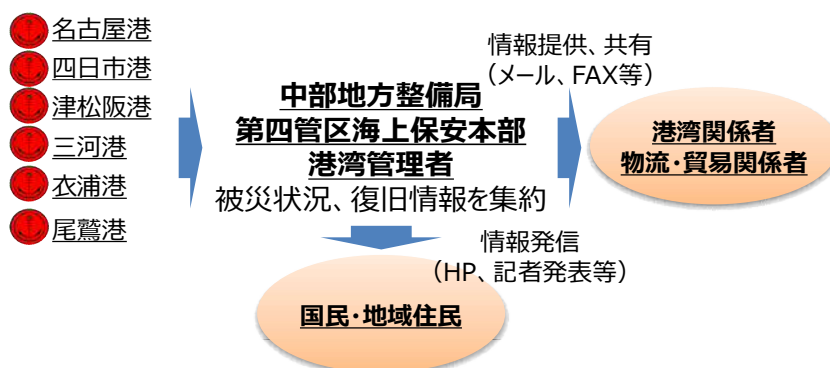 名古屋港
四日市港
津松阪港
三河港
衣浦港
尾鷲港
中部地方整備局
第四管区海上保安本部
港湾管理者
被災状況、復旧情報を集約
情報提供、共有
（メール、FAX等）
港湾関係者
物流・貿易関係者
情報発信
（HP、記者発表等）
国民・地域住民